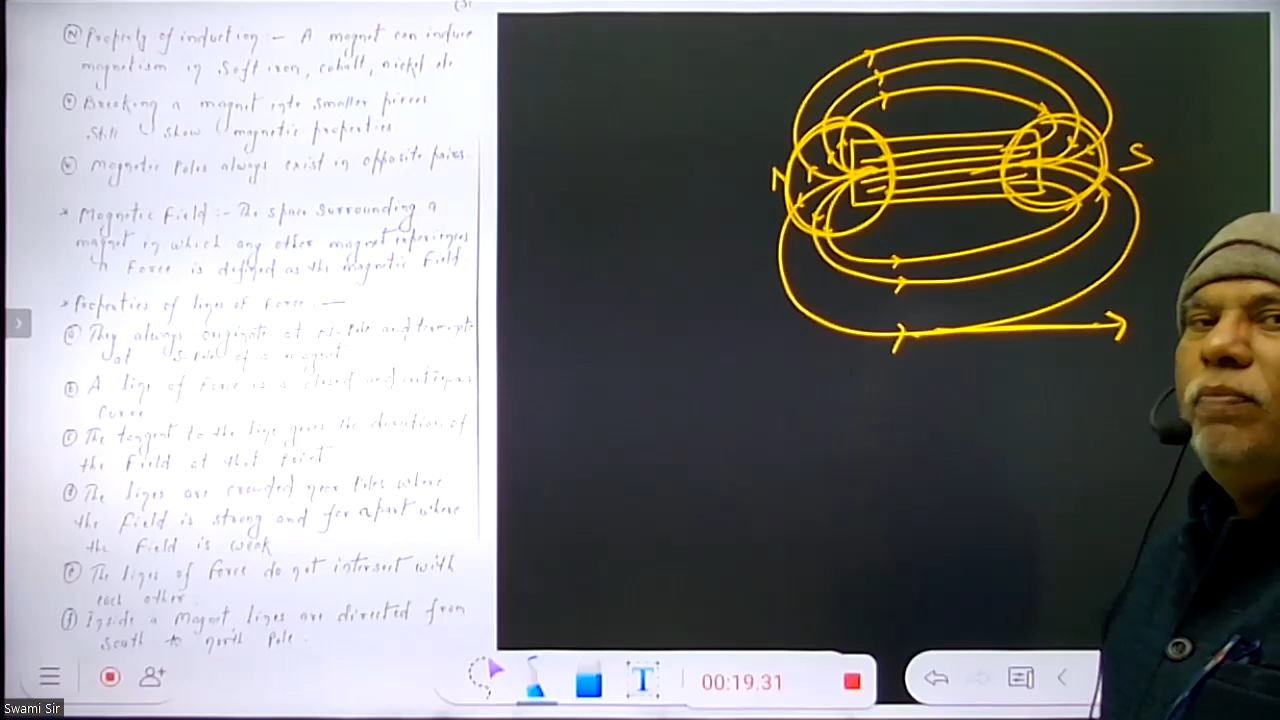 (3)
Property of induction :- A magnet can induce
magnetism in soft iron, cobalt, nickel etc
Breaking a magnet into smaller pieces
still show magnetic properties
Magnetic Poles always exist in opposite pairs.
* Magnetic Field :- The space surrounding a
magnet in which any other magnet experiences
Force is defined as the magnetic Field.
* Properties of lines of Force :—
(a) They always originate at Pole and terminate
at S-Pole of a magnet
(b) A line of Force is a closed and
Curve
(c) The tangent to the line gives the direction of
the Field at that Point
(d) The lines are crowded near Poles where
the Field is strong and far apart where
the Field is weak
(e) The lines of Force do not intersect with
each other.
(f) Inside a Magnet lines are directed from
South to north Pole.
N
S
T
00:19.31
Swami Sir